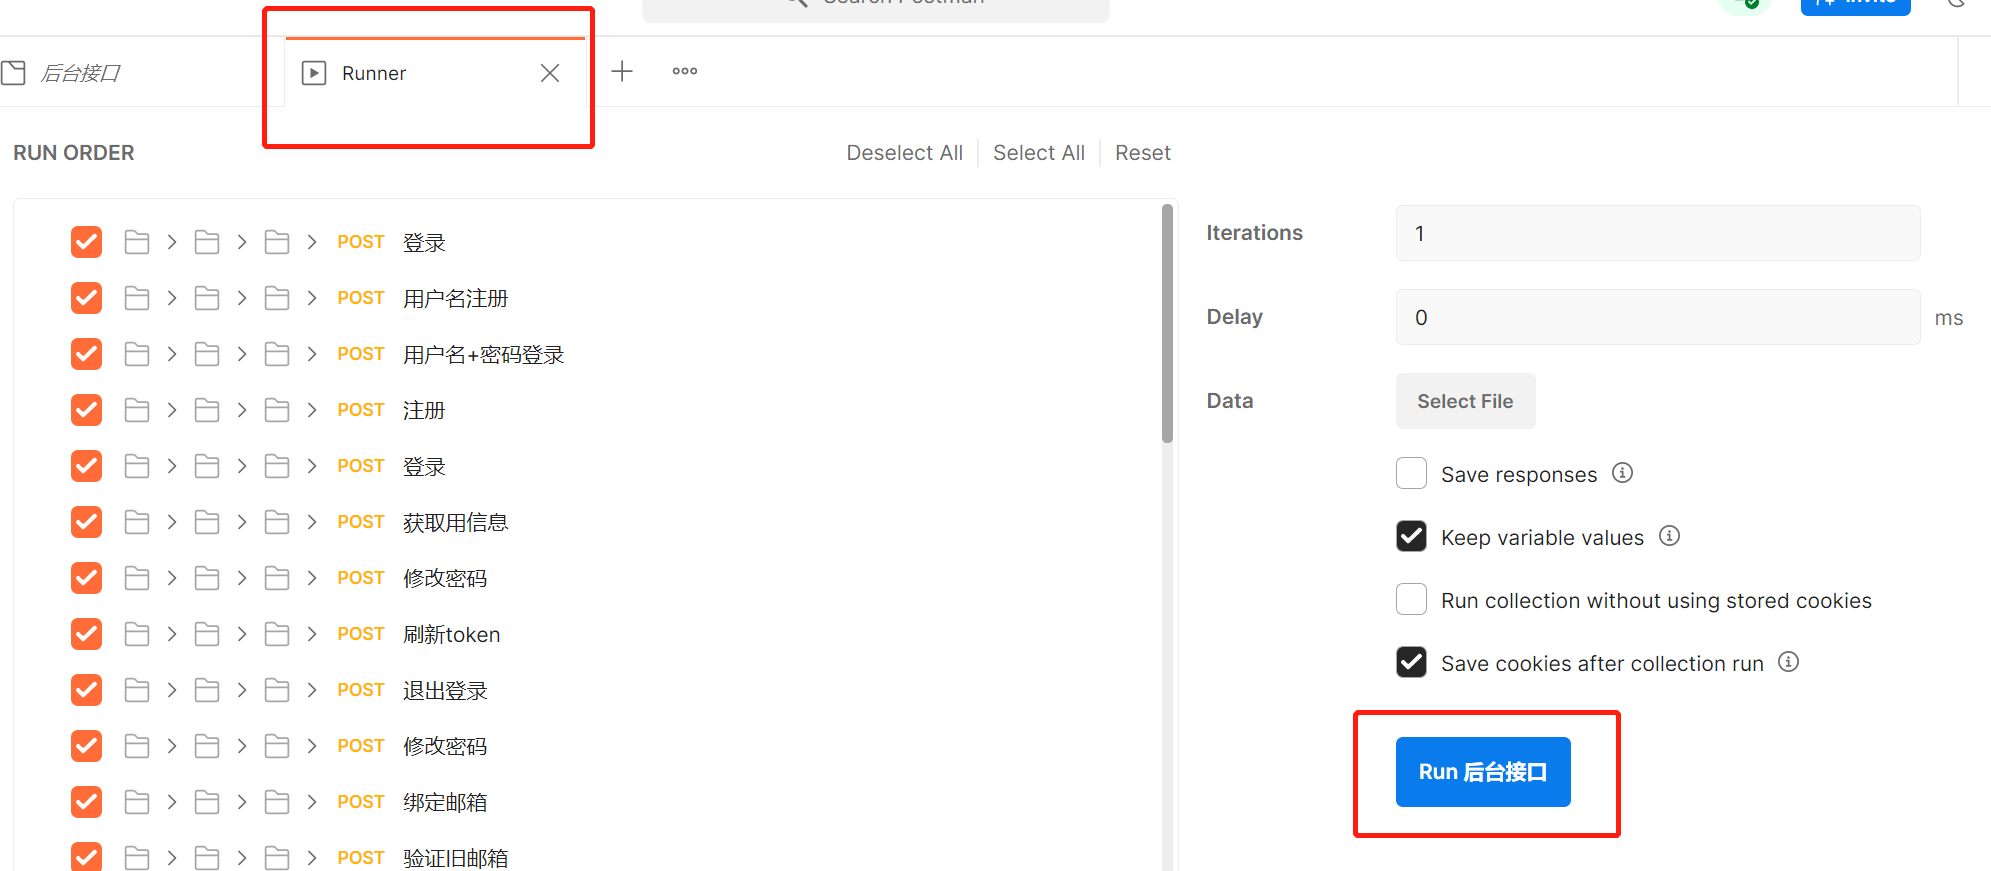 Search Postman
Invite
后台接口
Runner
RUN ORDER
Deselect All
Select All
Reset
POST 登录
POST 用户名注册
POST 用户名+密码登录
POST 注册
POST 登录
POST 获取用信息
POST 修改密码
POST 刷新token
POST 退出登录
POST 修改密码
POST 绑定邮箱
POST 验证旧邮箱
Iterations
1
Delay
0
ms
Data
Select File
Save responses
Keep variable values
Run collection without using stored cookies
Save cookies after collection run
Run 后台接口